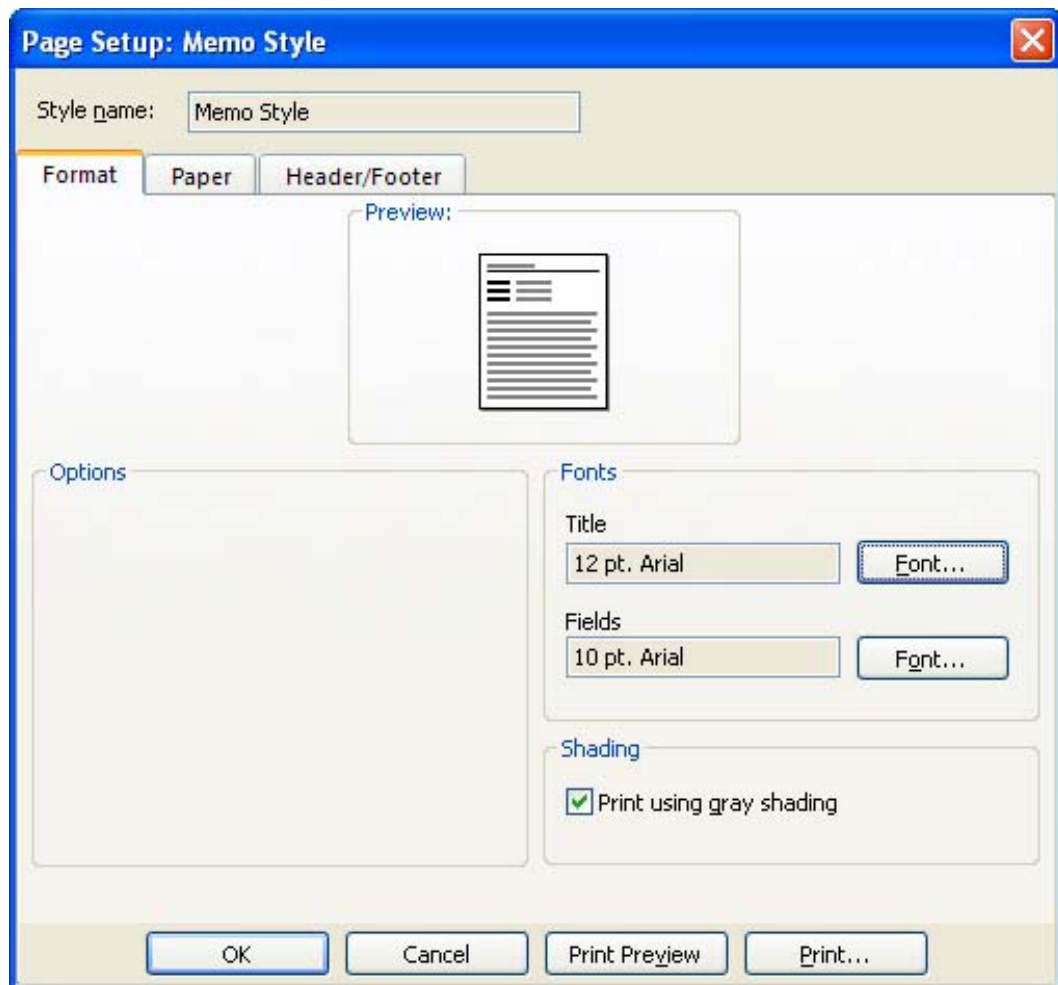 Page Setup: Memo Style
Style name: Memo Style
Format Paper Header/Footer
Preview:
Options
Fonts
Title
12 pt. Arial Font...
Fields
10 pt. Arial Font...
Shading
Print using gray shading
OK Cancel Print Preview Print...